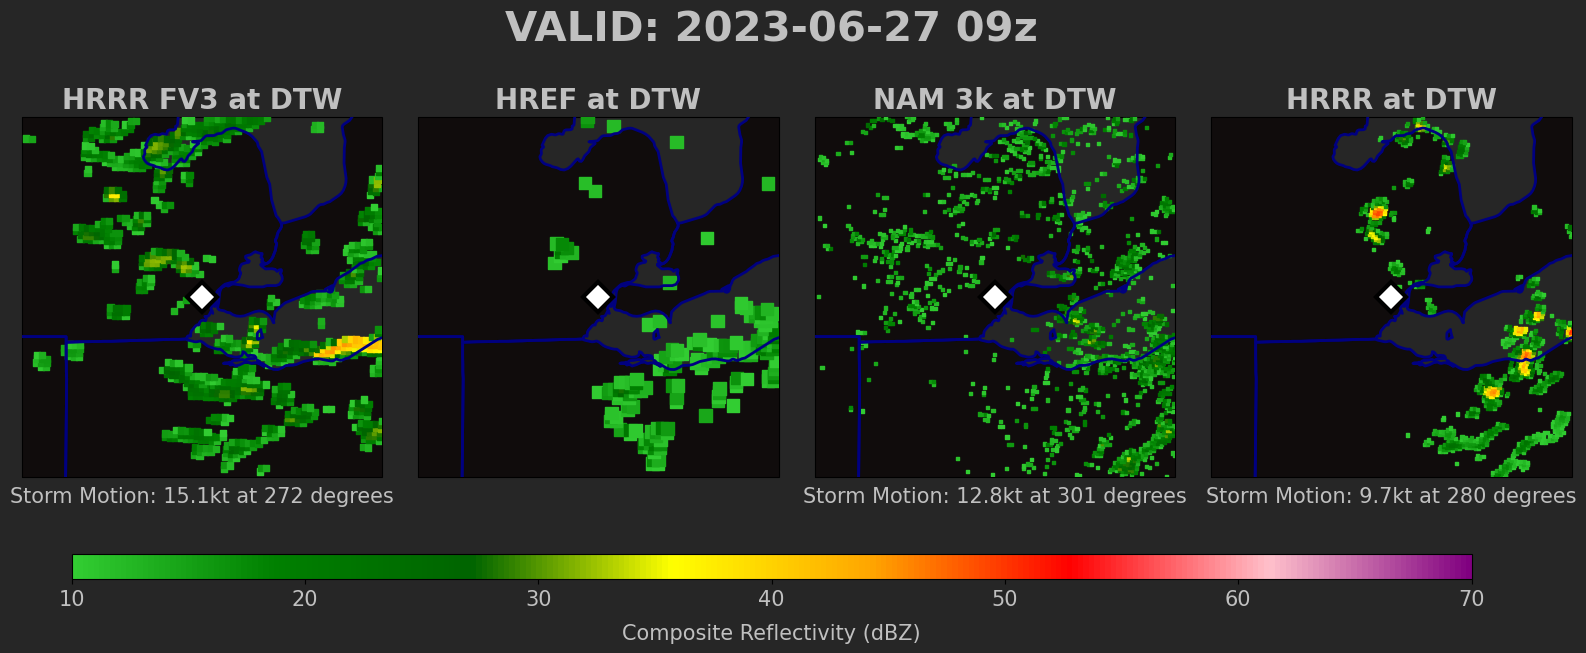 VALID: 2023-06-27 09z
HRRR FV3 at DTW
HREF at DTW
NAM 3k at DTW
HRRR at DTW
Storm Motion: 15.1kt at 272 degrees
Storm Motion: 12.8kt at 301 degrees
Storm Motion: 9.7kt at 280 degrees
10 20 30 40 50 60 70
Composite Reflectivity (dBZ)